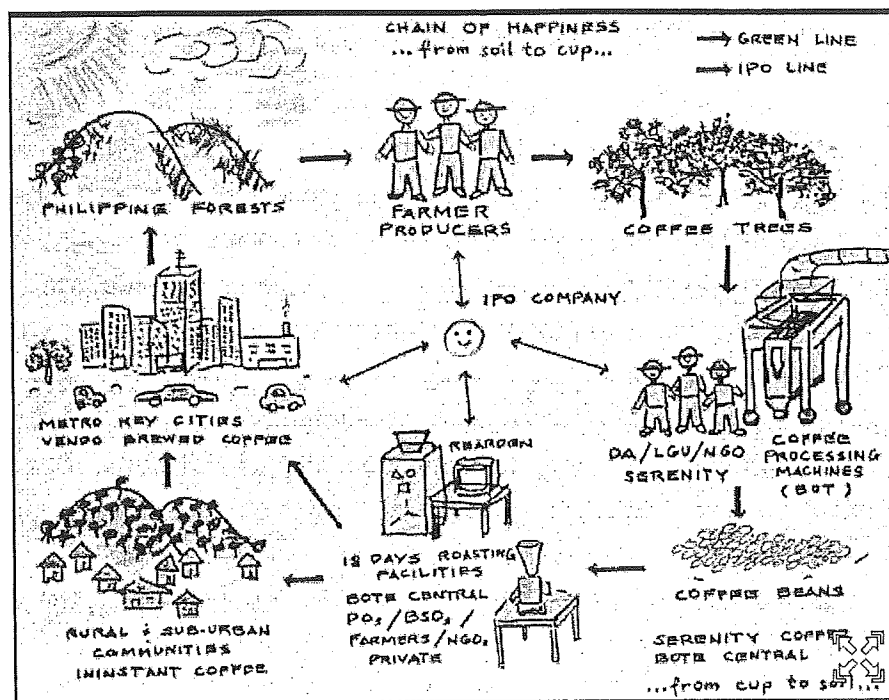 CHAIN OF HAPPINESS
...from soil to cup...
GREEN LINE
IPO LINE
PHILIPPINE FORESTS
FARMER
PRODUCERS
COFFEE TREES
IPO COMPANY
METRO KEY CITIES
VENDO BREWED COFFEE
REARDEN
DA/LGU/NGO
SERENITY
COFFEE
PROCESSING
MACHINES
(BOT)
18 DAYS ROASTING
FACILITIES
BOTE CENTRAL
POs/BSOs/
FARMERS/NGOs
PRIVATE
COFFEE BEANS
RURAL & SUB-URBAN
COMMUNITIES
ININSTANT COFFEE
SERENITY COFFEE
BOTE CENTRAL
...from cup to soil...